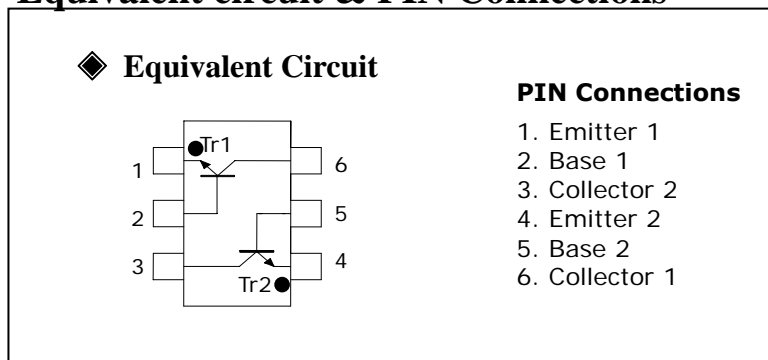 Equivalent circuit & PIN Connections
Equivalent Circuit
PIN Connections
1. Emitter 1
2. Base 1
3. Collector 2
4. Emitter 2
5. Base 2
6. Collector 1
Tr1
1
6
2
5
3
4
Tr2